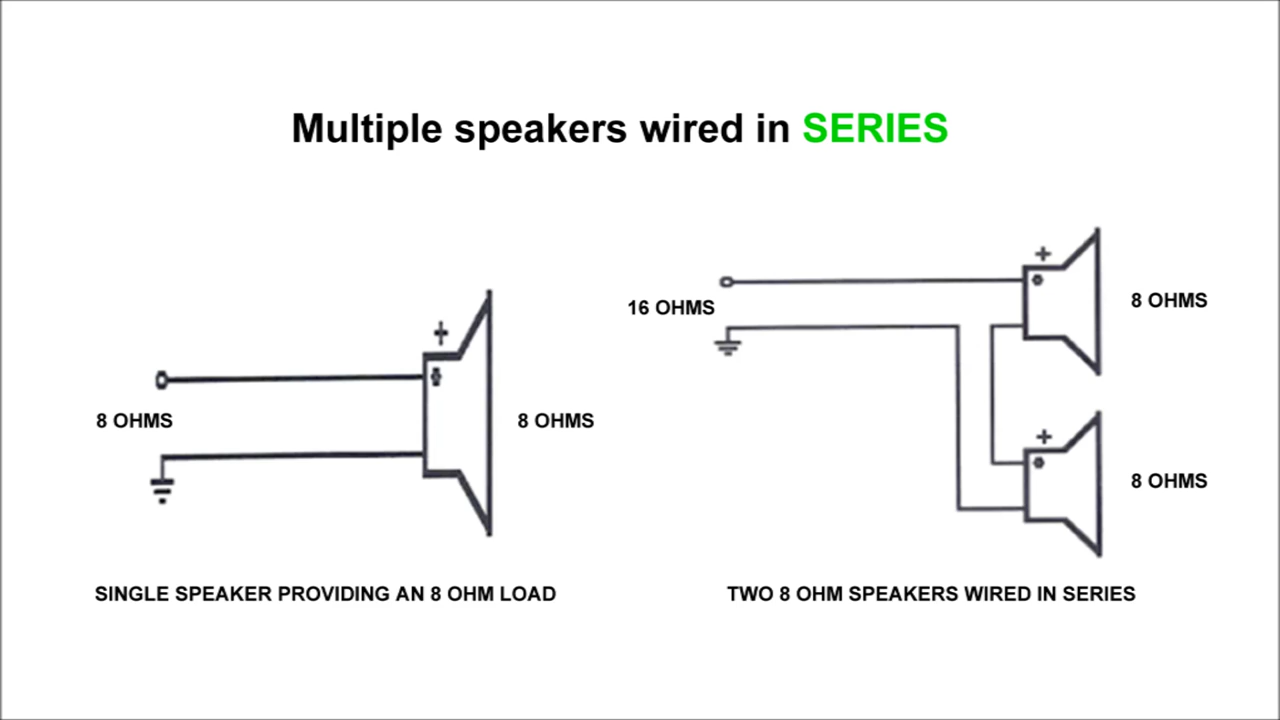 Multiple speakers wired in SERIES
+
8 OHMS
8 OHMS
SINGLE SPEAKER PROVIDING AN 8 OHM LOAD
16 OHMS
+
8 OHMS
+
8 OHMS
TWO 8 OHM SPEAKERS WIRED IN SERIES